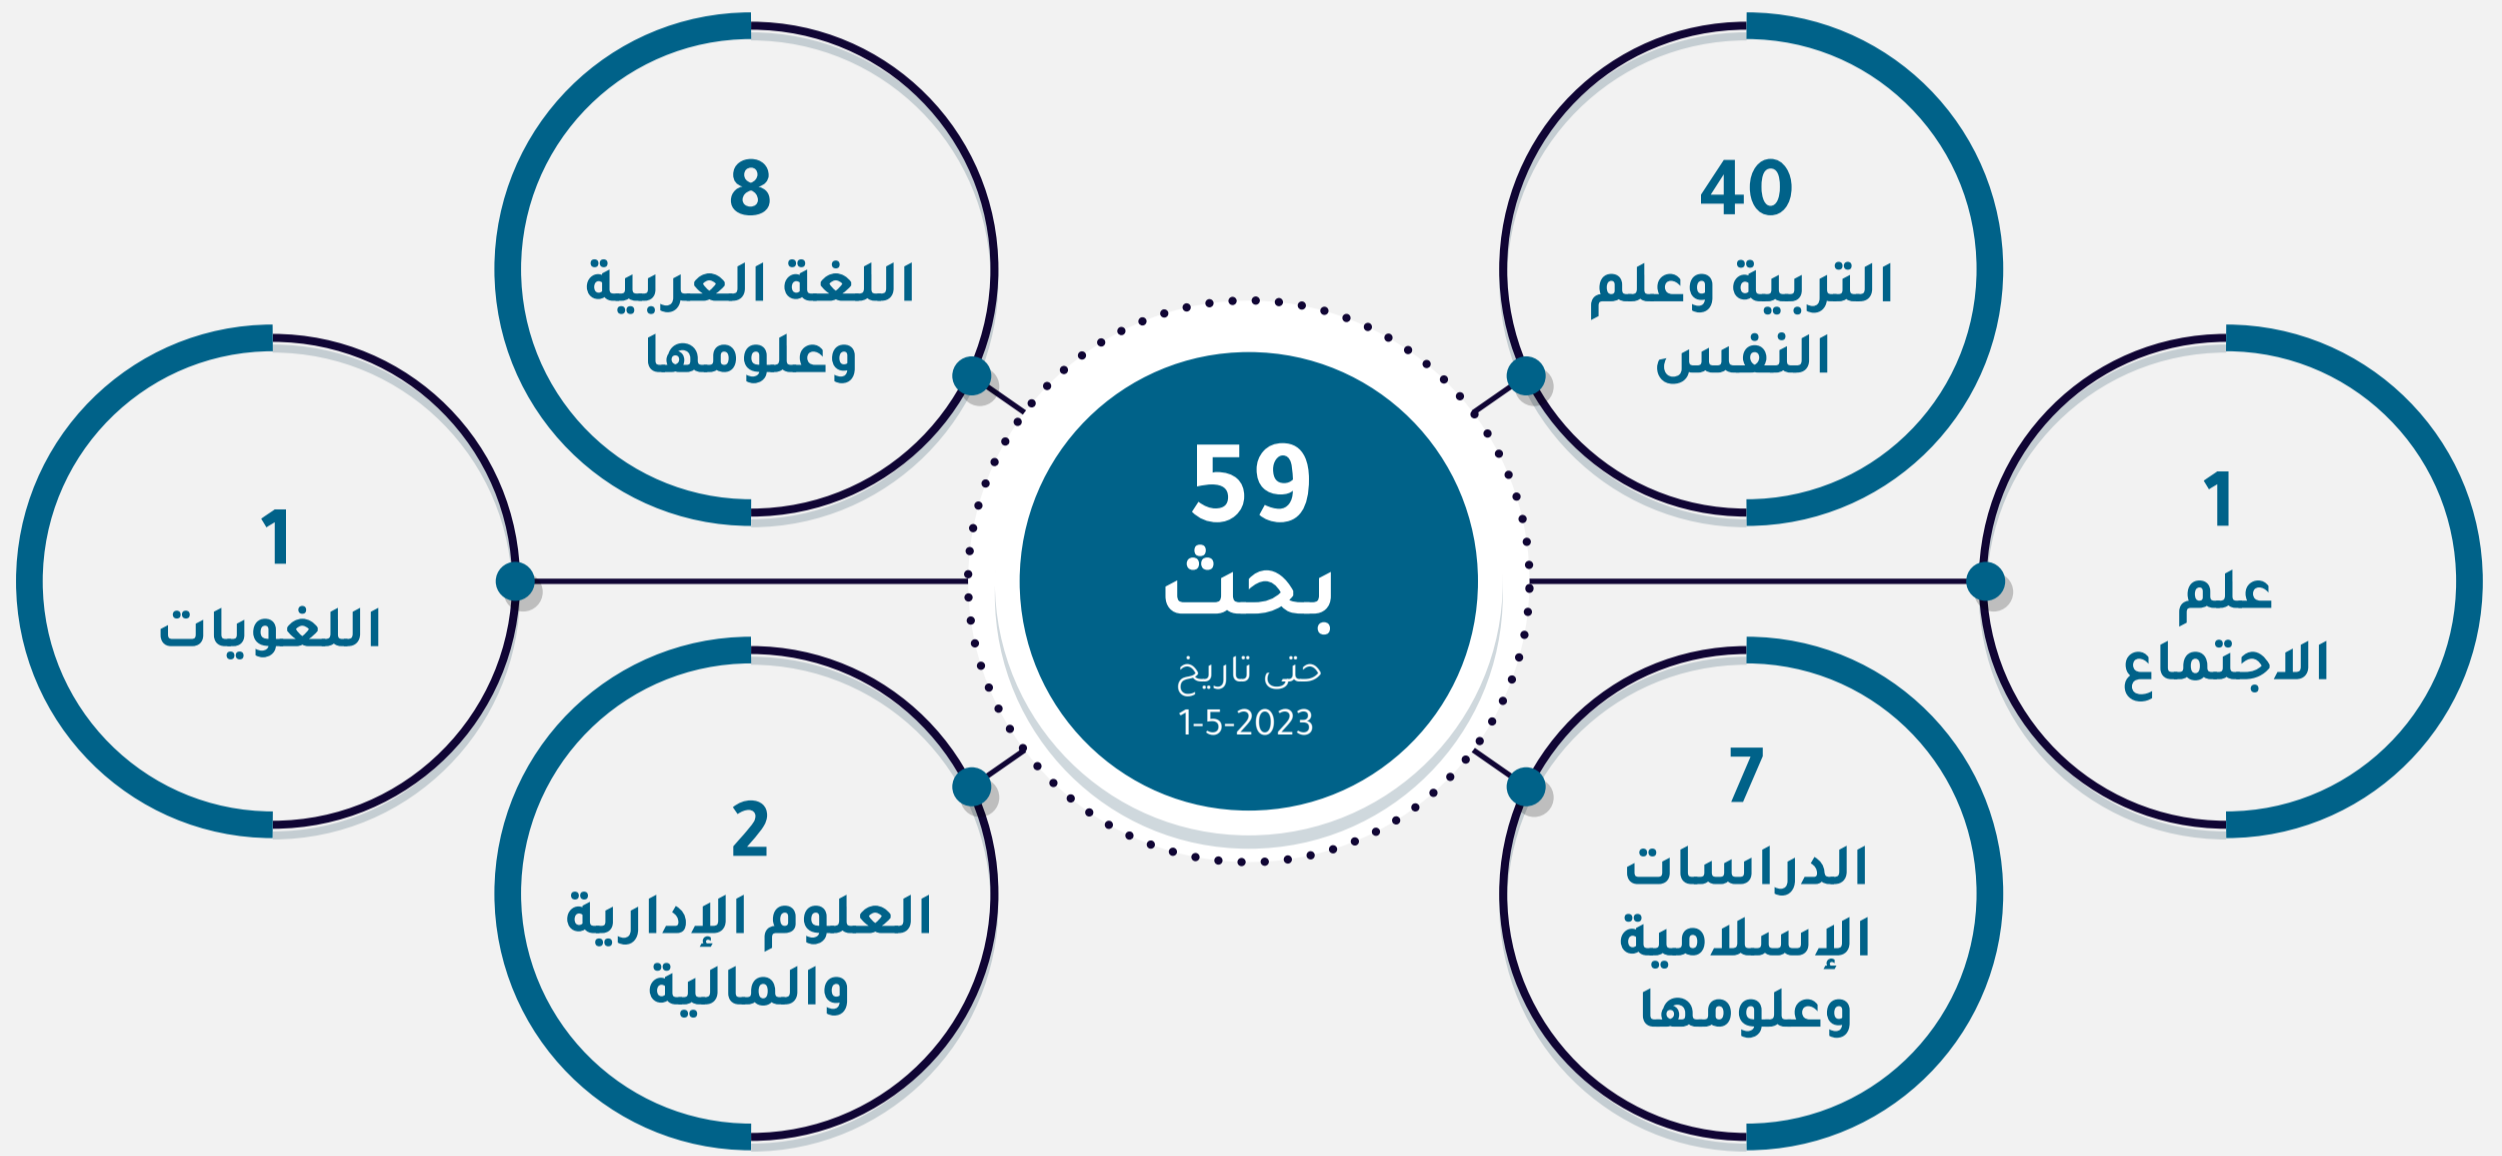 40
التربية وعلم
النفس
8
اللغة العربية
وعلومها
1
علم
الاجتماع
59
بحث
حتى تاريخ
1-5-2023
1
اللغويات
7
الدراسات
الإسلامية
وعلومها
2
العلوم الإدارية
والمالية